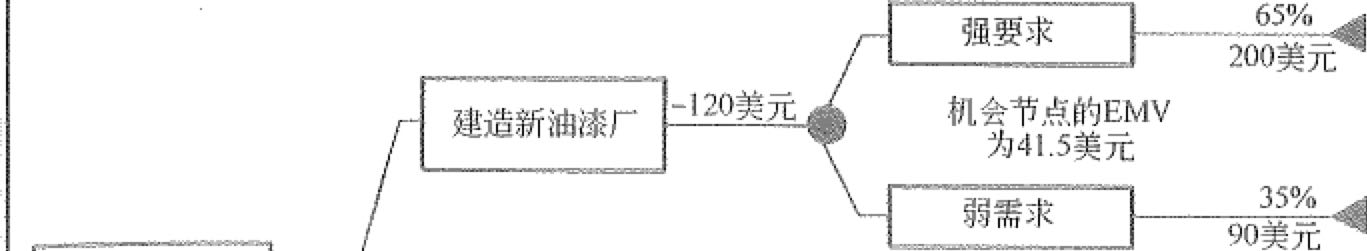 强要求
65%
200美元
建造新油漆厂
–120美元
机会节点的EMV
为41.5美元
弱需求
35%
90美元